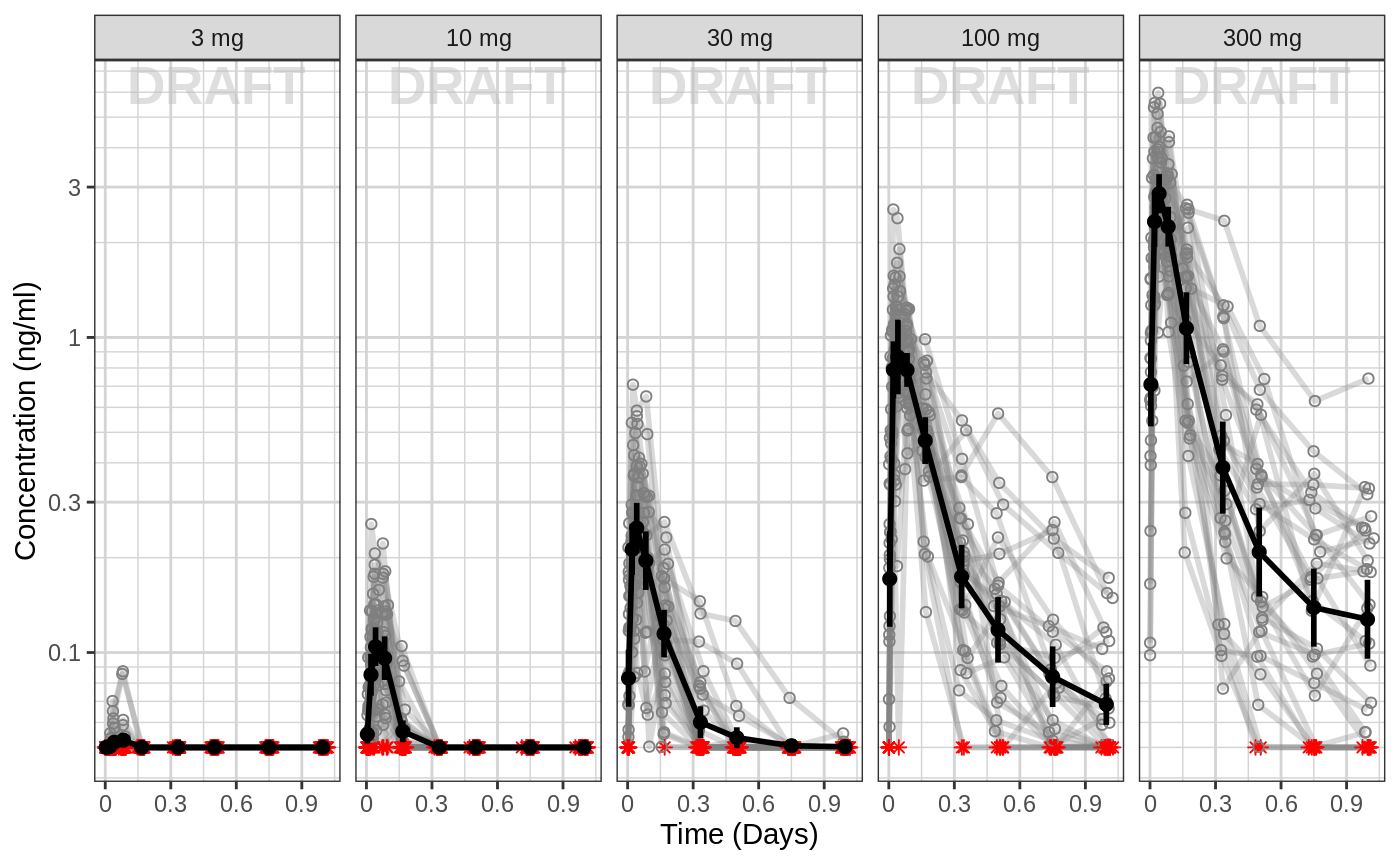 3 mg 10 mg 30 mg 100 mg 300 mg
DRAFT DRAFT DRAFT DRAFT DRAFT
3
1
0.3
0.1
Concentration (ng/ml)
0 0.3 0.6 0.9 0 0.3 0.6 0.9 0 0.3 0.6 0.9 0 0.3 0.6 0.9 0 0.3 0.6 0.9
Time (Days)